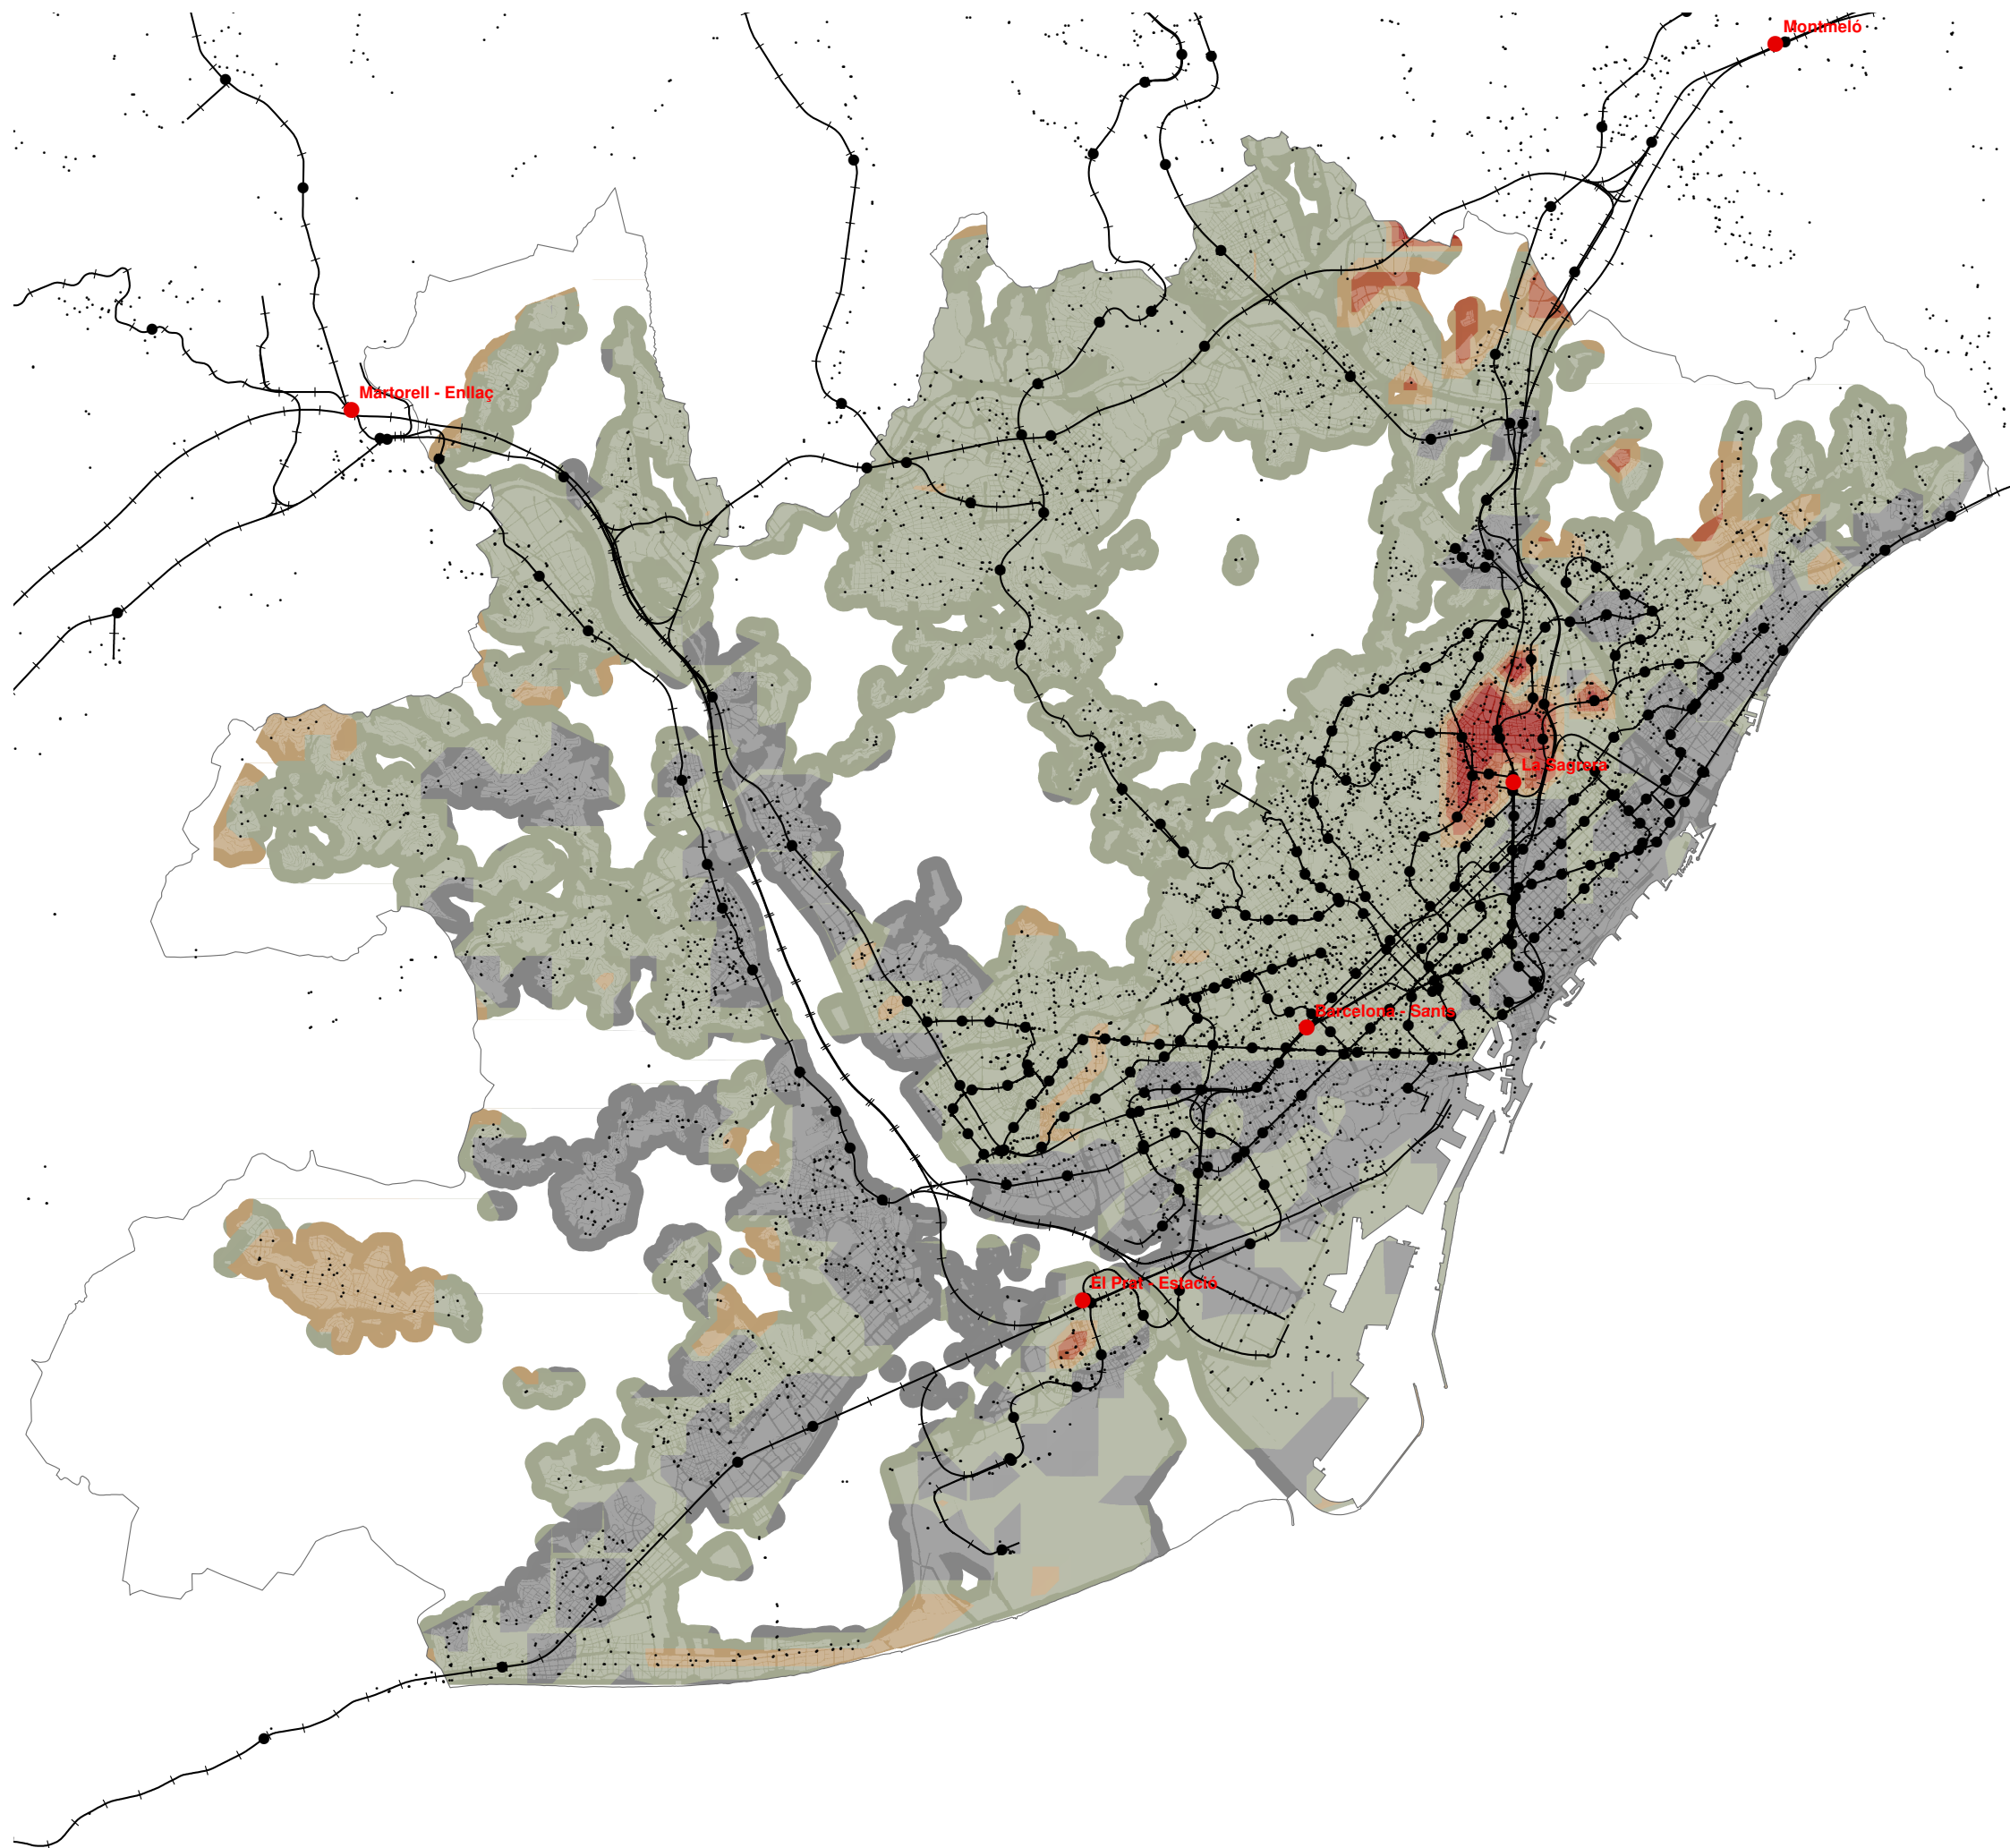 Montmeló
Martorell - Enllaç
La Sagrera
Barcelona - Sants
El Prat - Estació